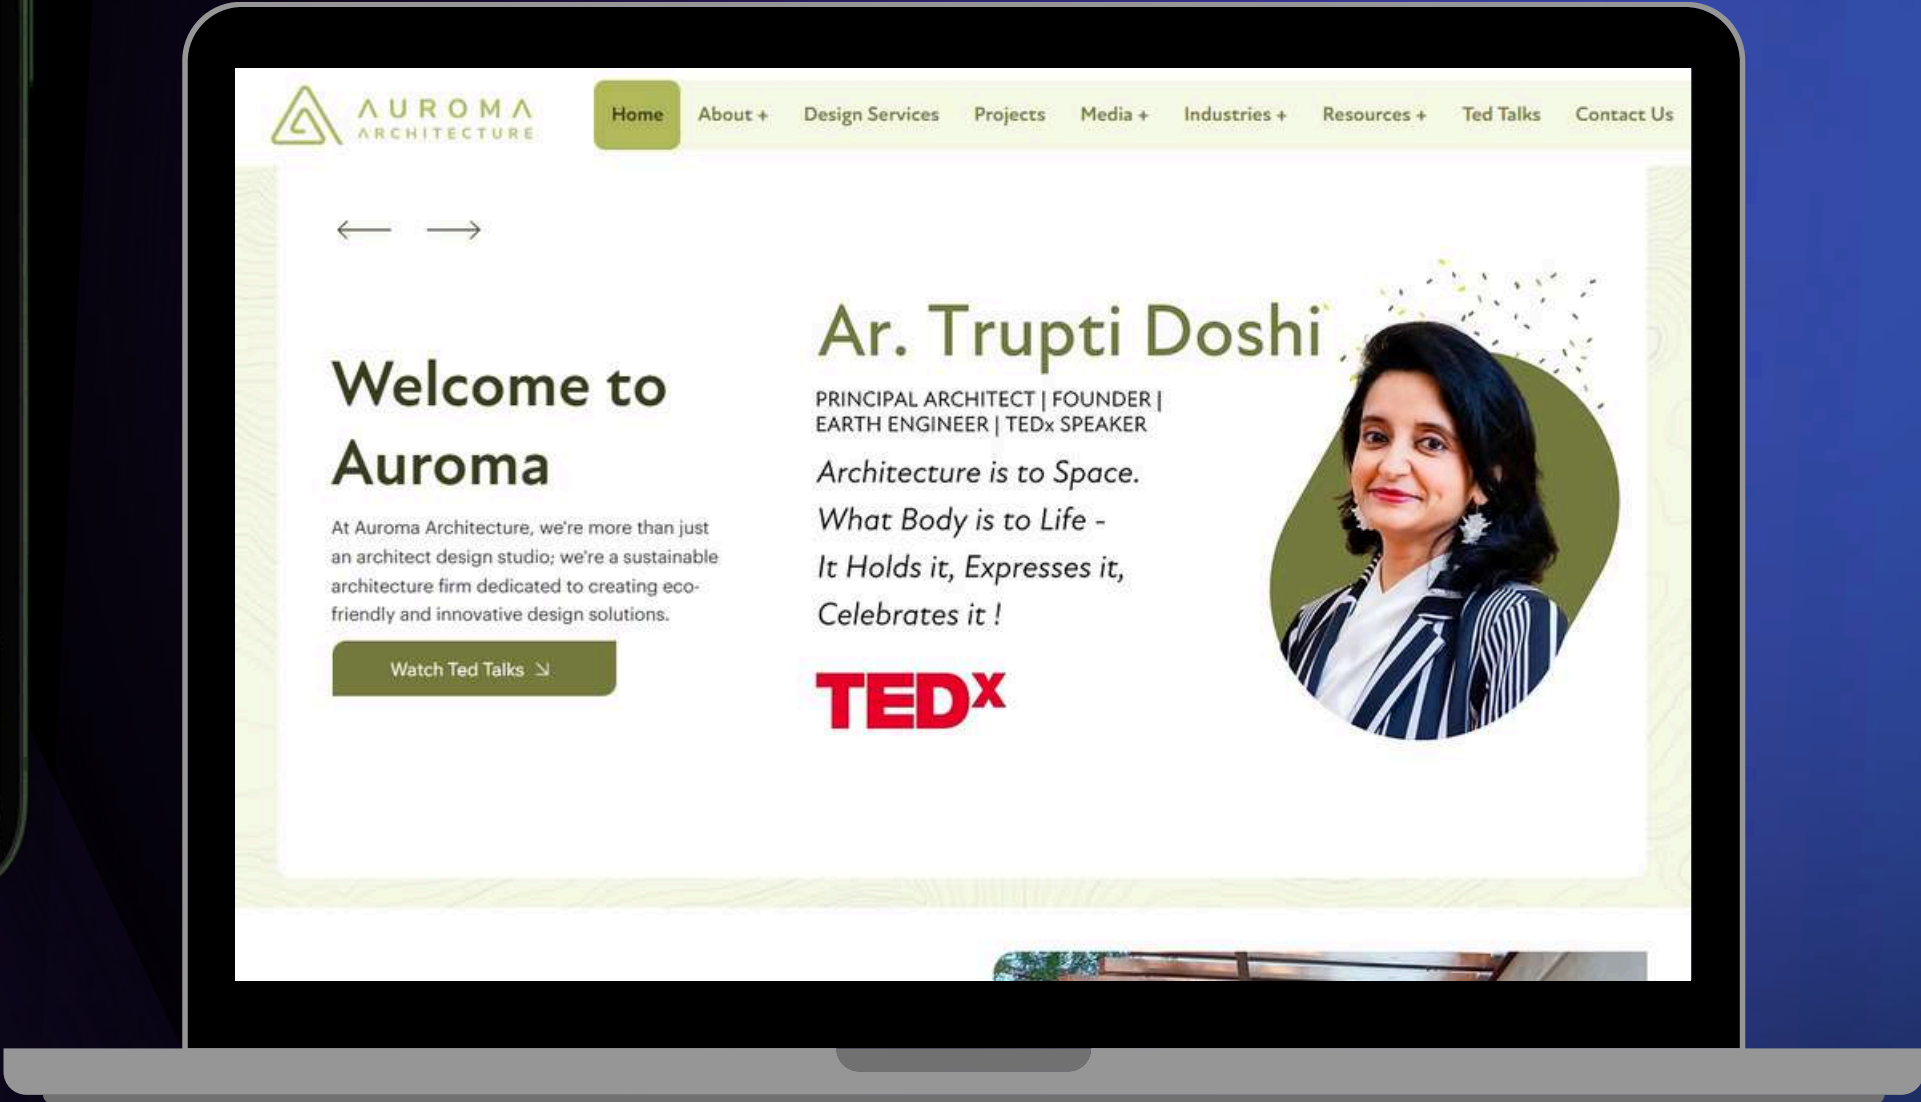 AUROMA
ARCHITECTURE
Home About + Design Services Projects Media + Industries + Resources + Ted Talks Contact Us
Welcome to
Auroma
At Auroma Architecture, we're more than just
an architect design studio; we're a sustainable
architecture firm dedicated to creating eco-
friendly and innovative design solutions.
Watch Ted Talks
Ar. Trupti Doshi
PRINCIPAL ARCHITECT | FOUNDER |
EARTH ENGINEER | TEDx SPEAKER
Architecture is to Space.
What Body is to Life -
It Holds it, Expresses it,
Celebrates it !
TEDx